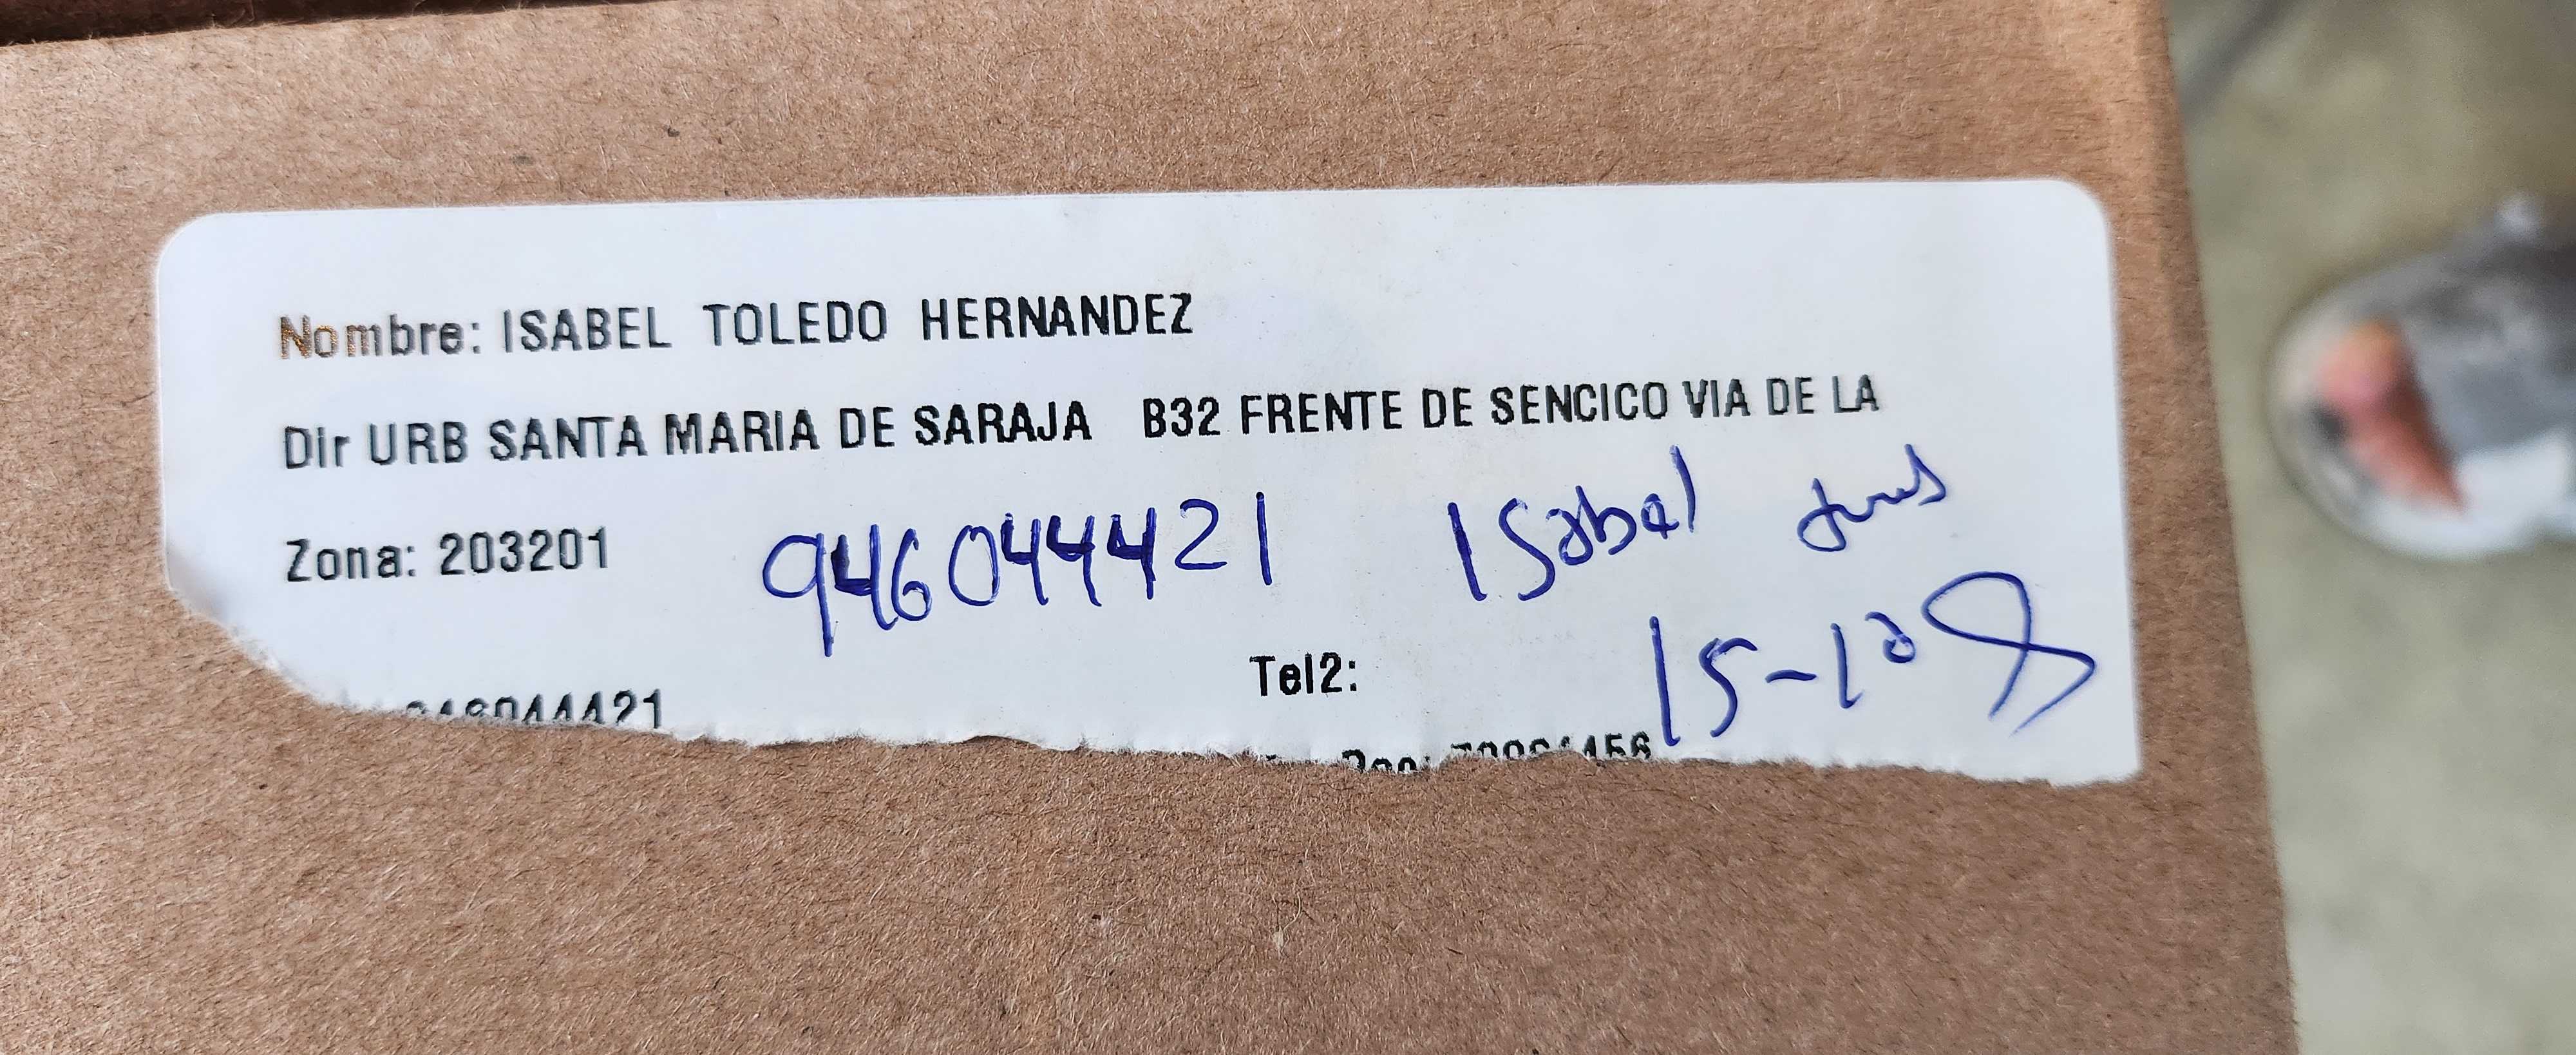 Nombre: ISABEL TOLEDO HERNANDEZ
Dir URB SANTA MARIA DE SARAJA B32 FRENTE DE SENCICO VIA DE LA
Zona: 203201 946044421 Isabel
Tel2: 15-10
946044421